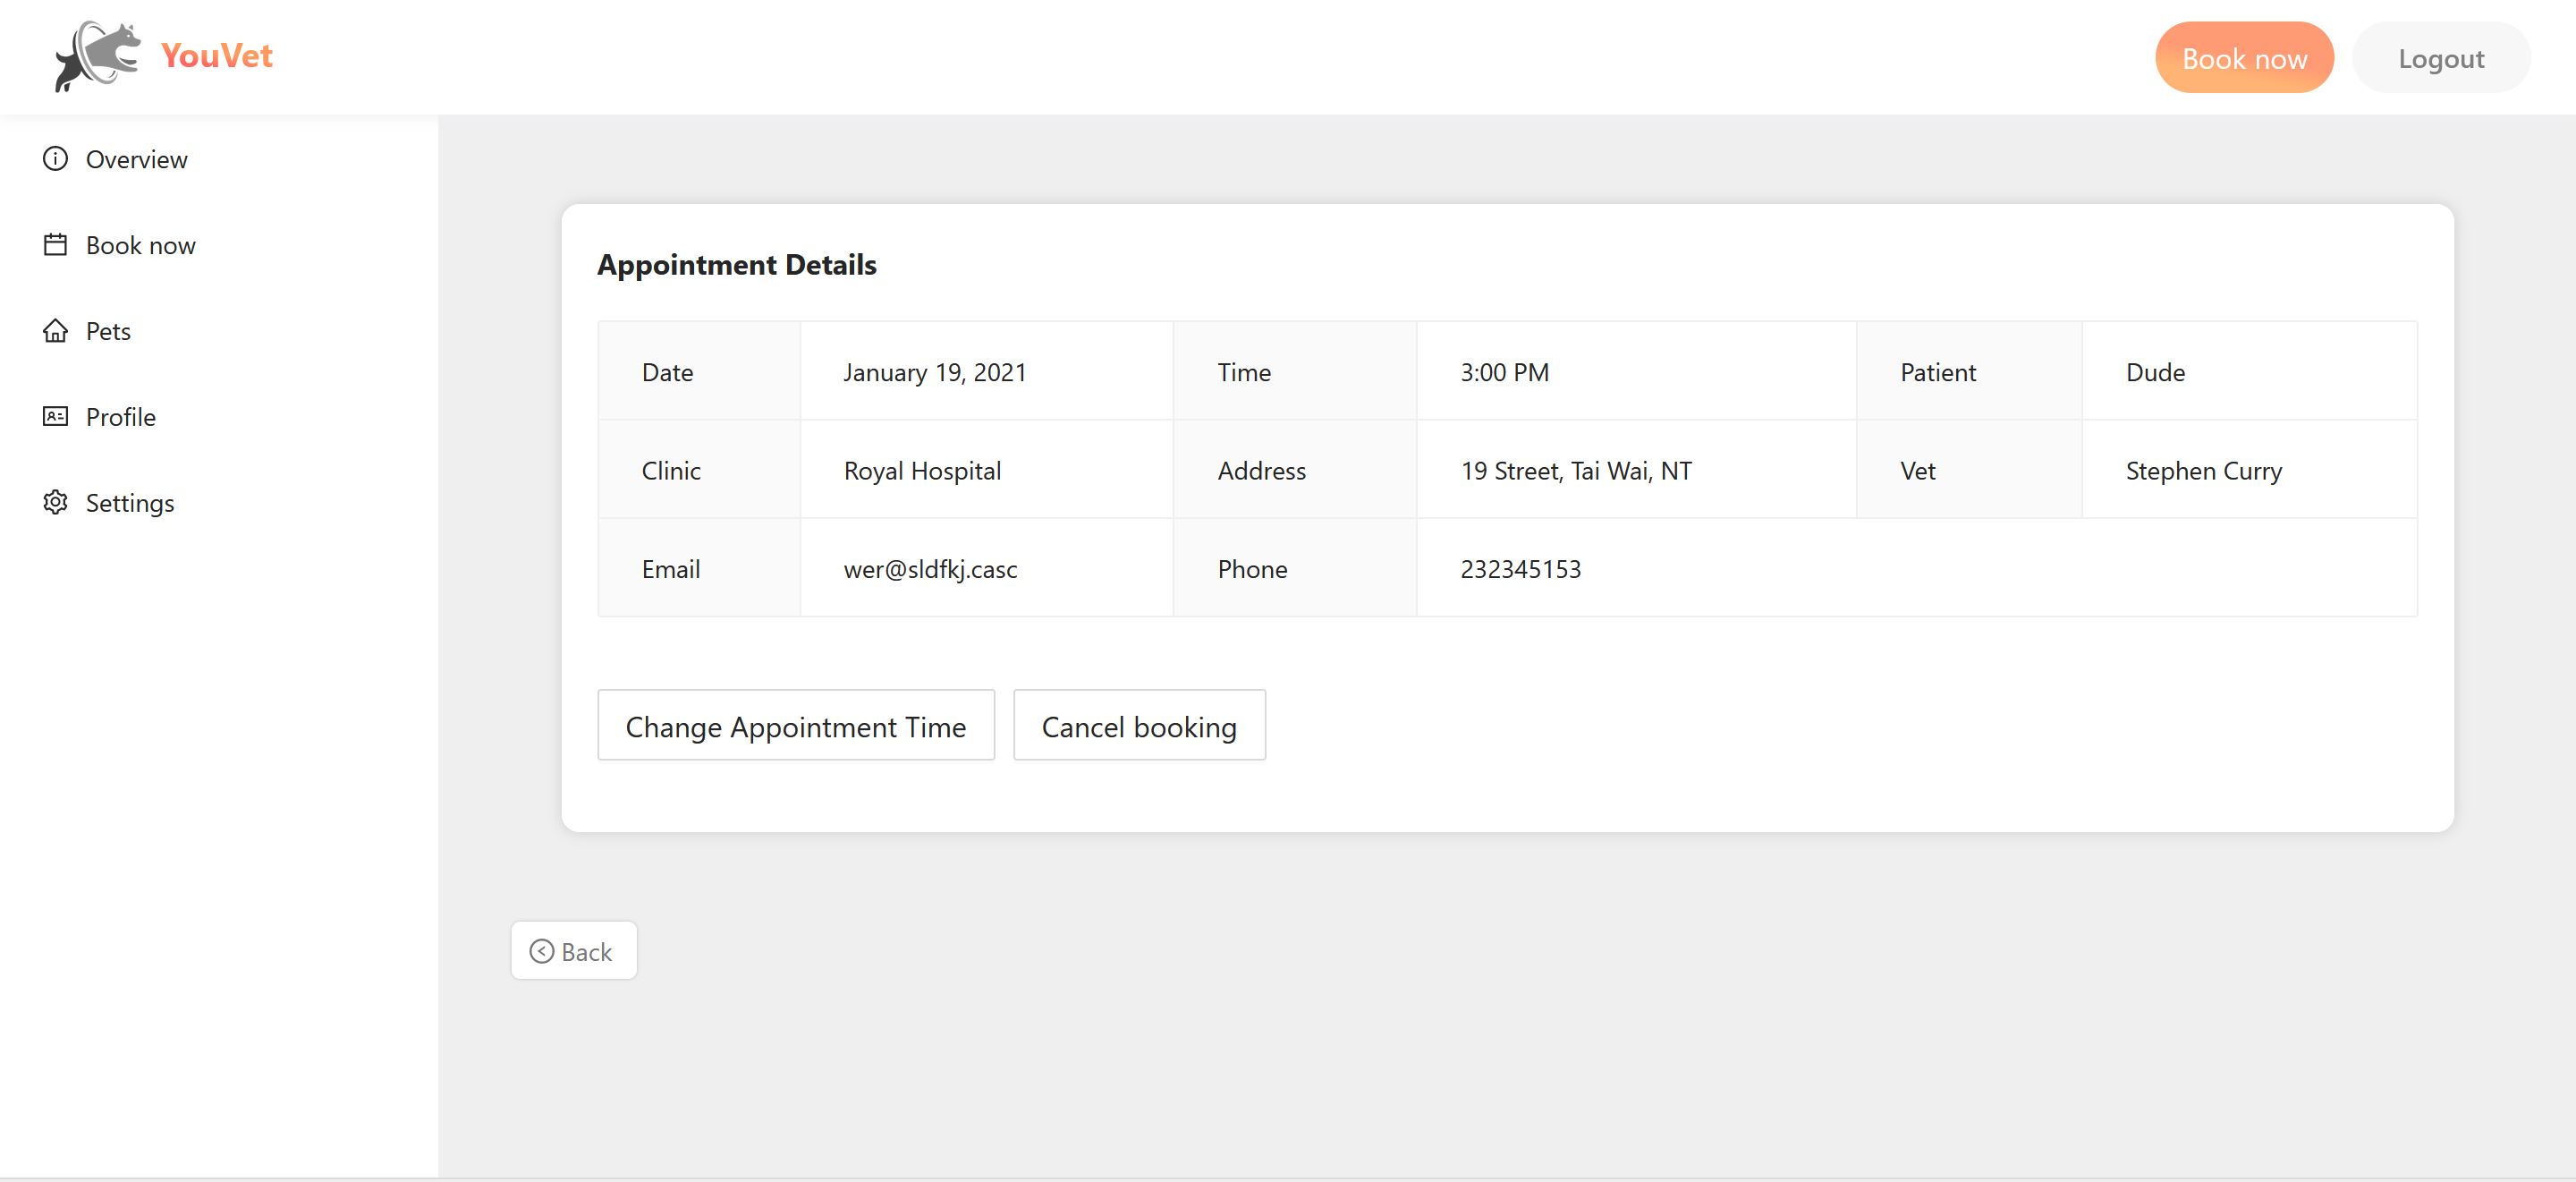 YouVet
Book now
Logout
Overview
Book now
Pets
Profile
Settings
Appointment Details
Date January 19, 2021 Time 3:00 PM Patient Dude
Clinic Royal Hospital Address 19 Street, Tai Wai, NT Vet Stephen Curry
Email wer@sldfkj.casc Phone 232345153
Change Appointment Time Cancel booking
Back